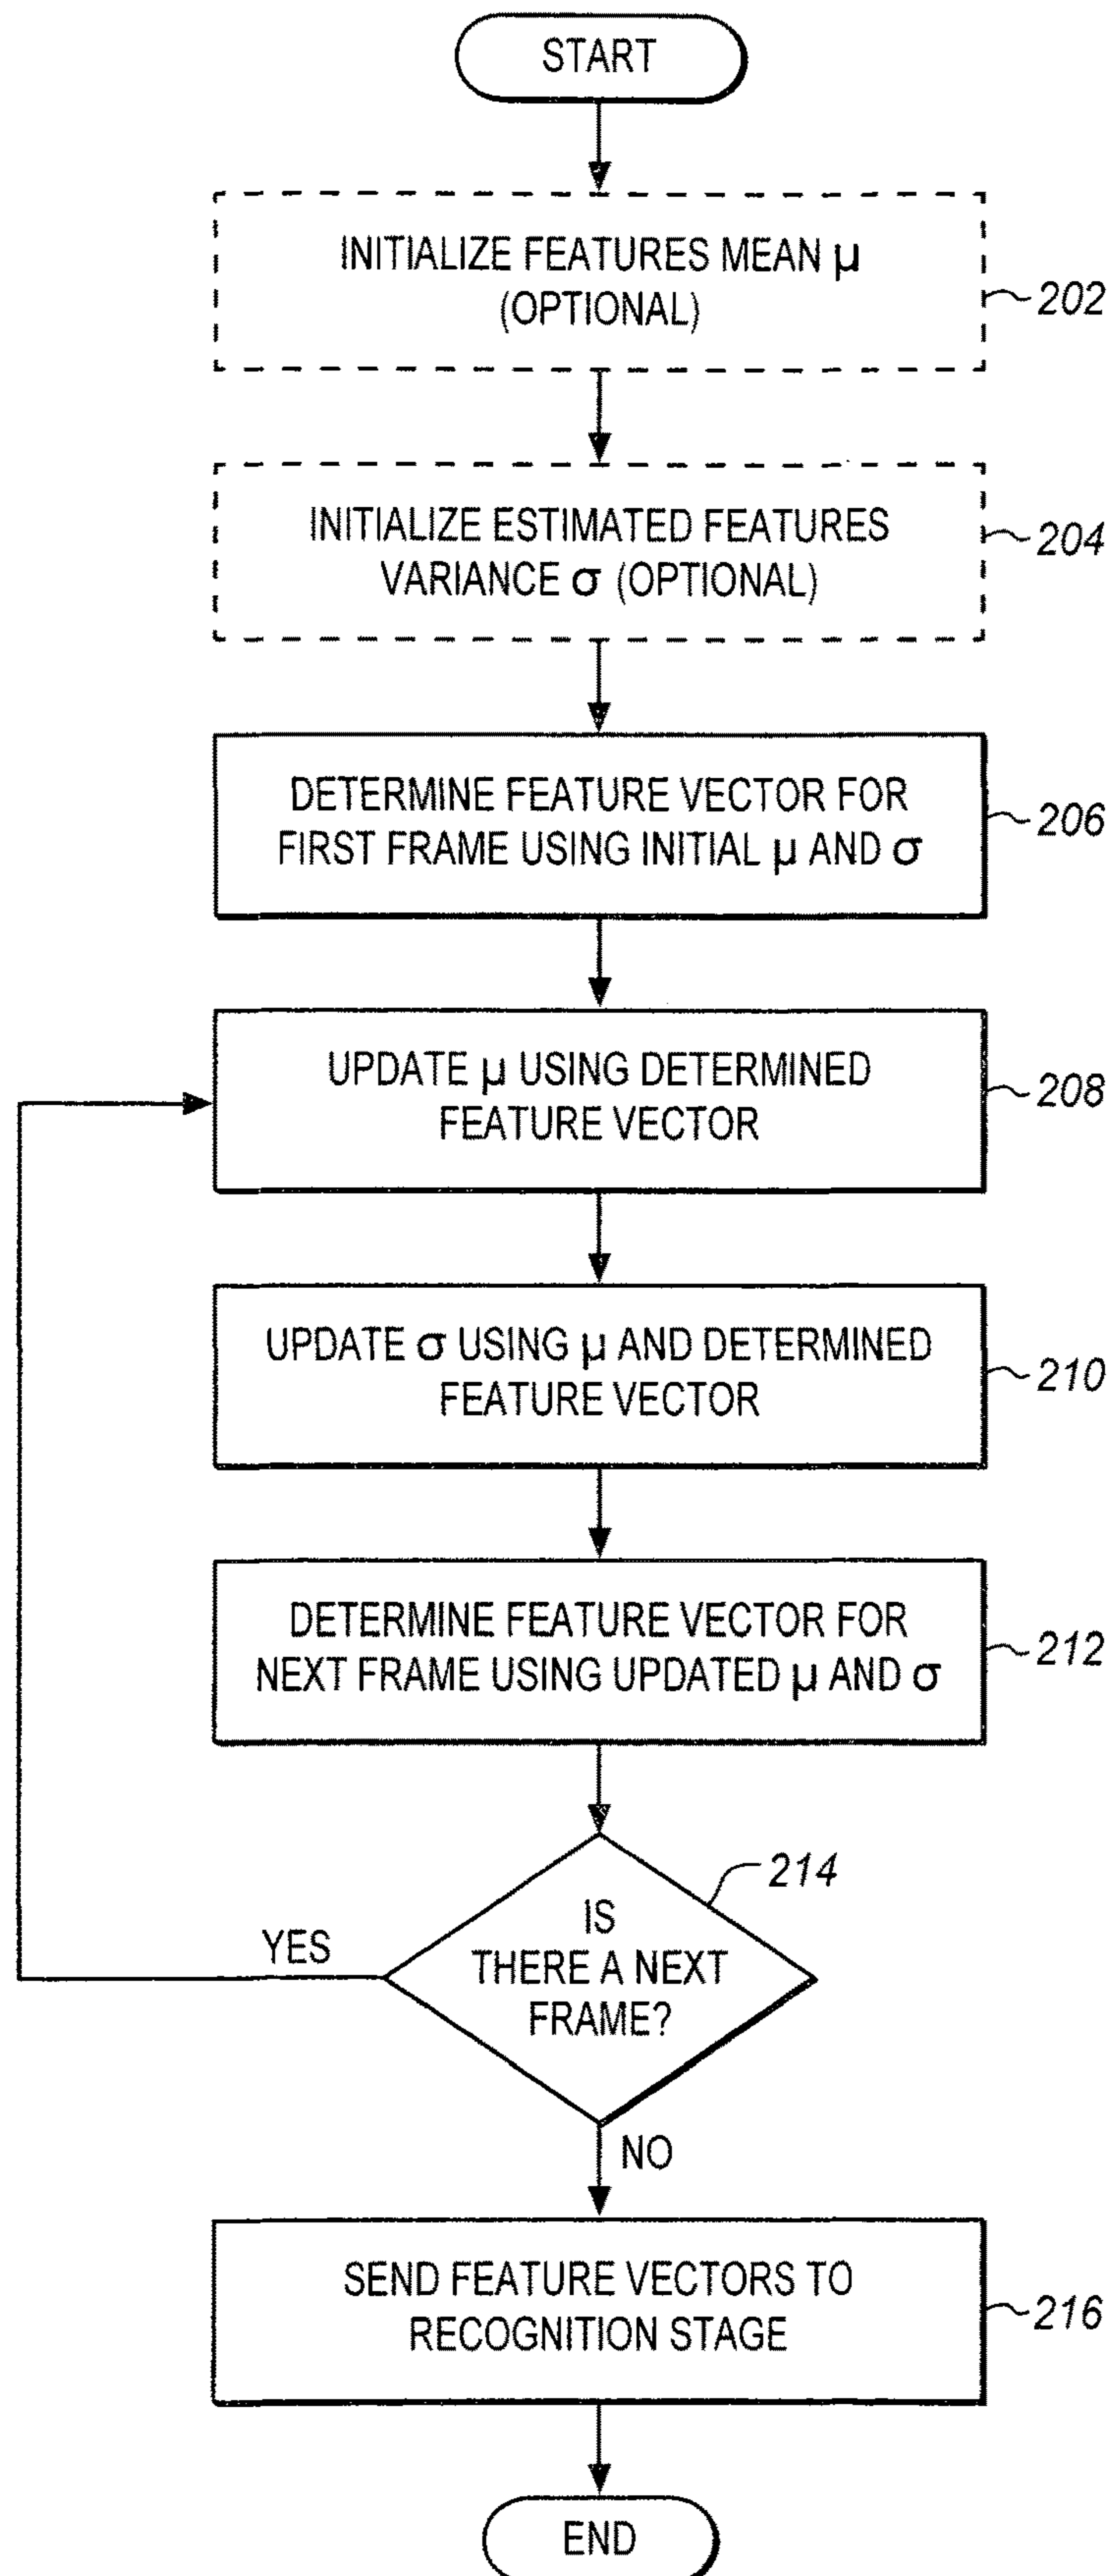 START
INITIALIZE FEATURES MEAN μ
(OPTIONAL)
202
INITIALIZE ESTIMATED FEATURES
VARIANCE σ (OPTIONAL)
204
DETERMINE FEATURE VECTOR FOR
FIRST FRAME USING INITIAL μ AND σ
206
UPDATE μ USING DETERMINED
FEATURE VECTOR
208
UPDATE σ USING μ AND DETERMINED
FEATURE VECTOR
210
DETERMINE FEATURE VECTOR FOR
NEXT FRAME USING UPDATED μ AND σ
212
214
IS
THERE A NEXT
FRAME?
YES
NO
SEND FEATURE VECTORS TO
RECOGNITION STAGE
216
END